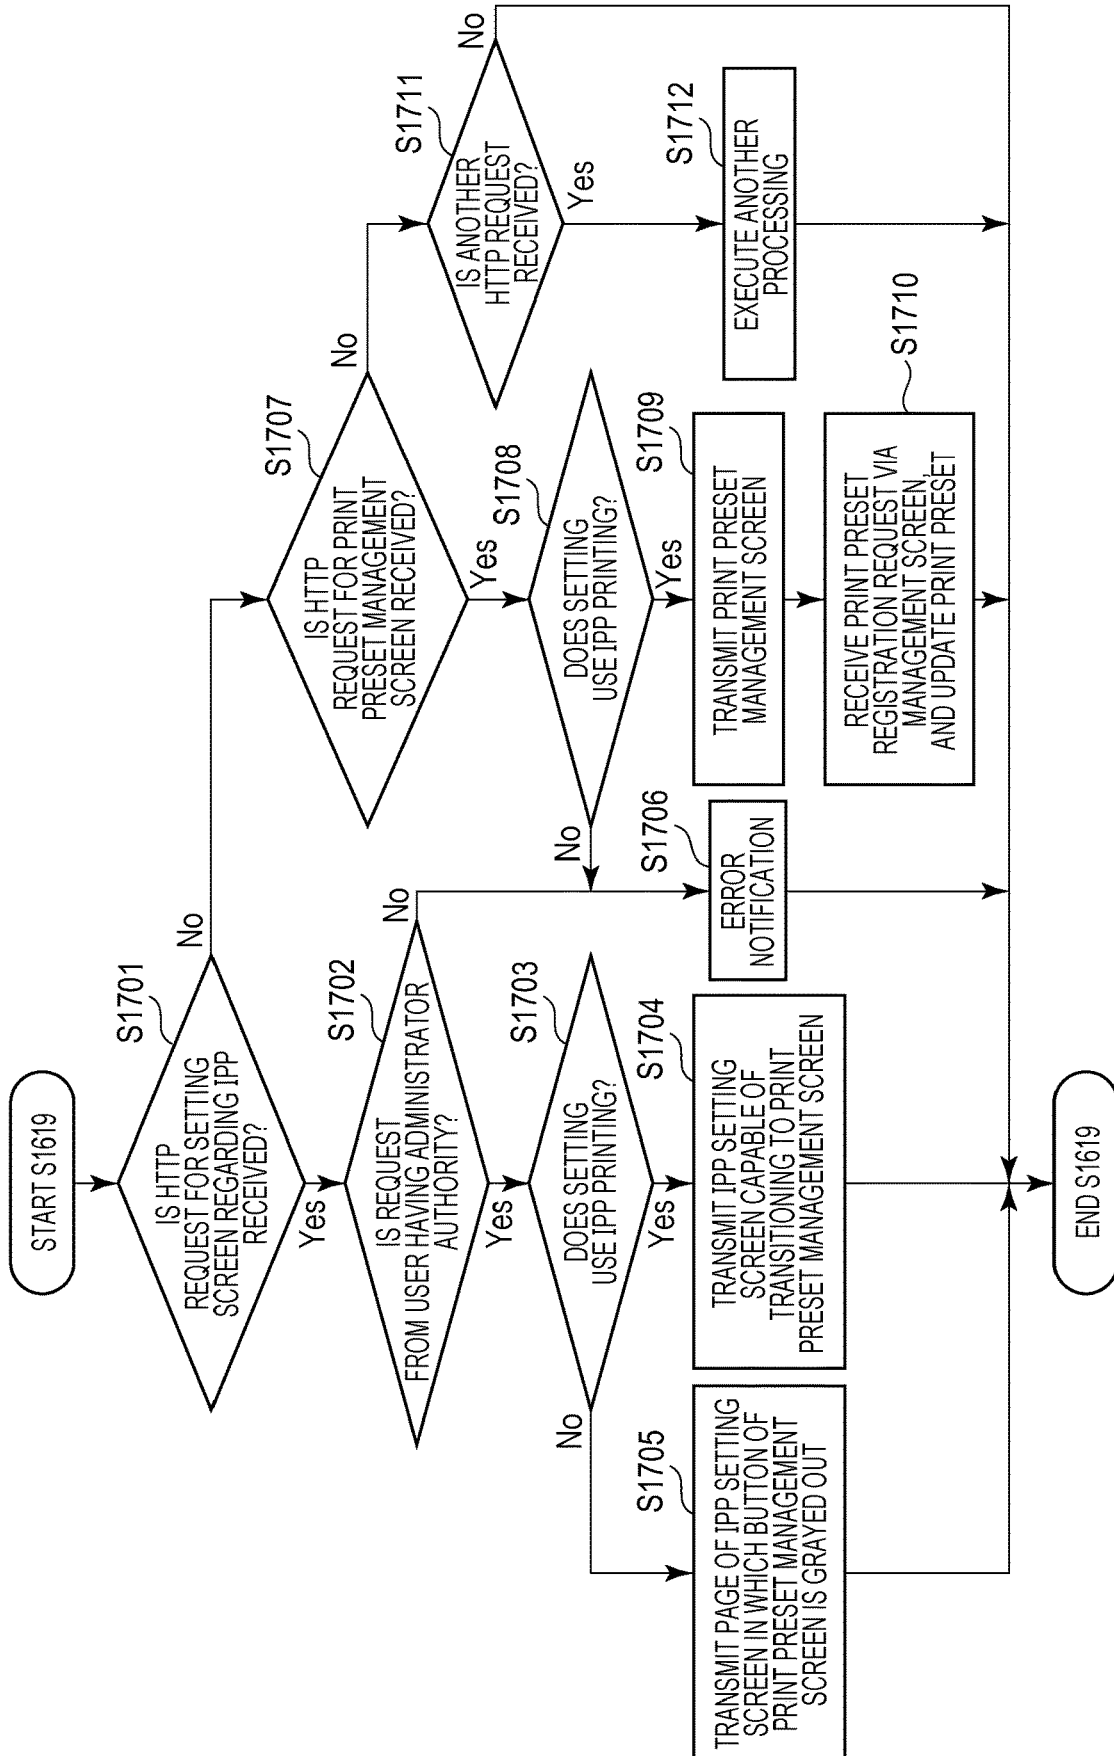 START S1619
S1701
IS HTTP
REQUEST FOR SETTING
SCREEN REGARDING IPP
RECEIVED?
No
Yes
S1702
IS REQUEST
FROM USER HAVING ADMINISTRATOR
AUTHORITY?
No
Yes
S1703
DOES SETTING
USE IPP PRINTING?
No
Yes
S1704
TRANSMIT IPP SETTING
SCREEN CAPABLE OF
TRANSITIONING TO PRINT
PRESET MANAGEMENT SCREEN
S1705
TRANSMIT PAGE OF IPP SETTING
SCREEN IN WHICH BUTTON OF
PRINT PRESET MANAGEMENT
SCREEN IS GRAYED OUT
S1706
ERROR
NOTIFICATION
S1707
IS HTTP
REQUEST FOR PRINT
PRESET MANAGEMENT
SCREEN RECEIVED?
No
Yes
S1708
DOES SETTING
USE IPP PRINTING?
No
Yes
S1709
TRANSMIT PRINT PRESET
MANAGEMENT SCREEN
S1710
RECEIVE PRINT PRESET
REGISTRATION REQUEST VIA
MANAGEMENT SCREEN,
AND UPDATE PRINT PRESET
S1711
IS ANOTHER
HTTP REQUEST
RECEIVED?
No
Yes
S1712
EXECUTE ANOTHER
PROCESSING
END S1619